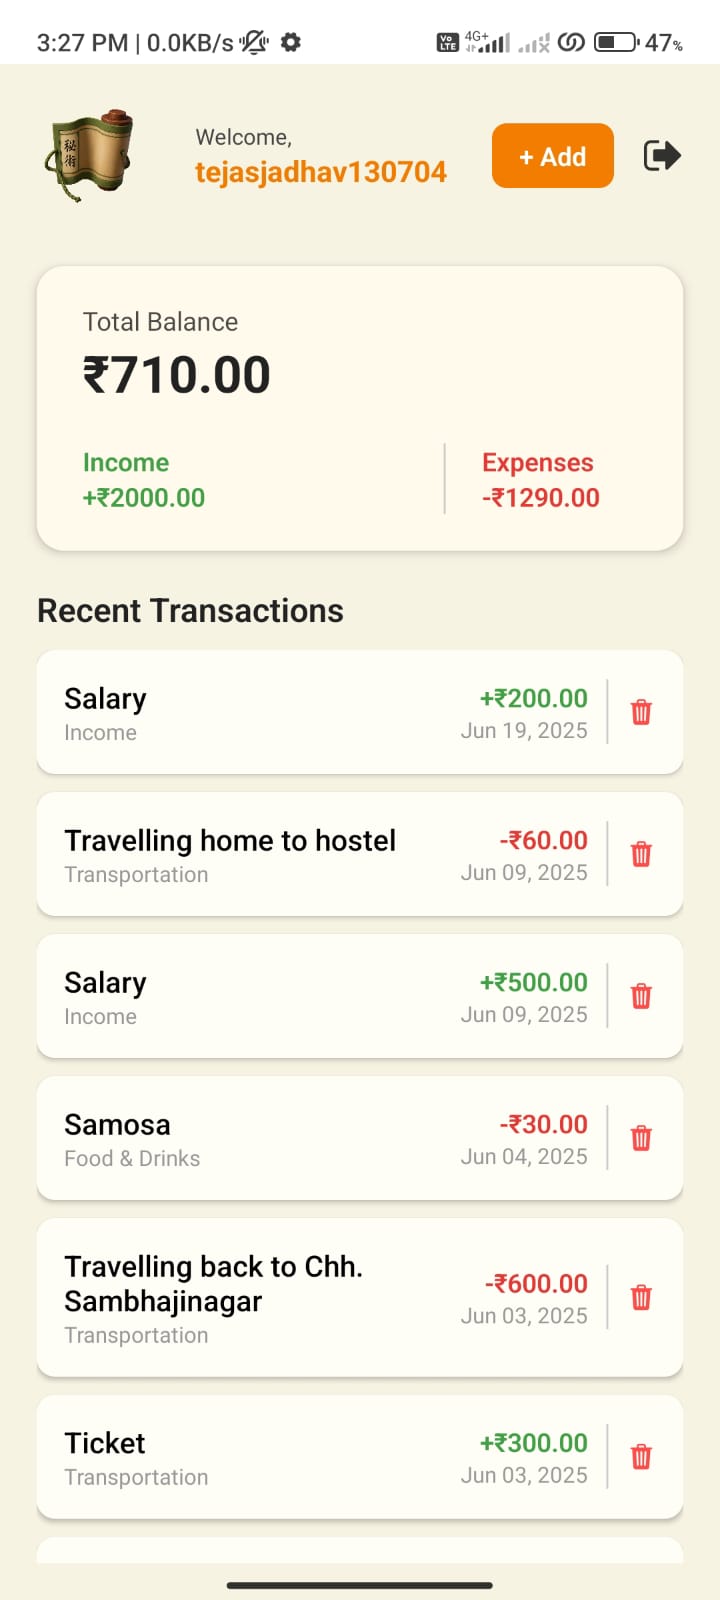 3:27 PM | 0.0KB/s
Vo LTE 4G+ 47%
秘術
Welcome,
tejasjadhav130704
+ Add
Total Balance
₹710.00
Income
+₹2000.00
Expenses
-₹1290.00
Recent Transactions
Salary
Income
+₹200.00
Jun 19, 2025
Travelling home to hostel
Transportation
-₹60.00
Jun 09, 2025
Salary
Income
+₹500.00
Jun 09, 2025
Samosa
Food & Drinks
-₹30.00
Jun 04, 2025
Travelling back to Chh.
Sambhajinagar
Transportation
-₹600.00
Jun 03, 2025
Ticket
Transportation
+₹300.00
Jun 03, 2025